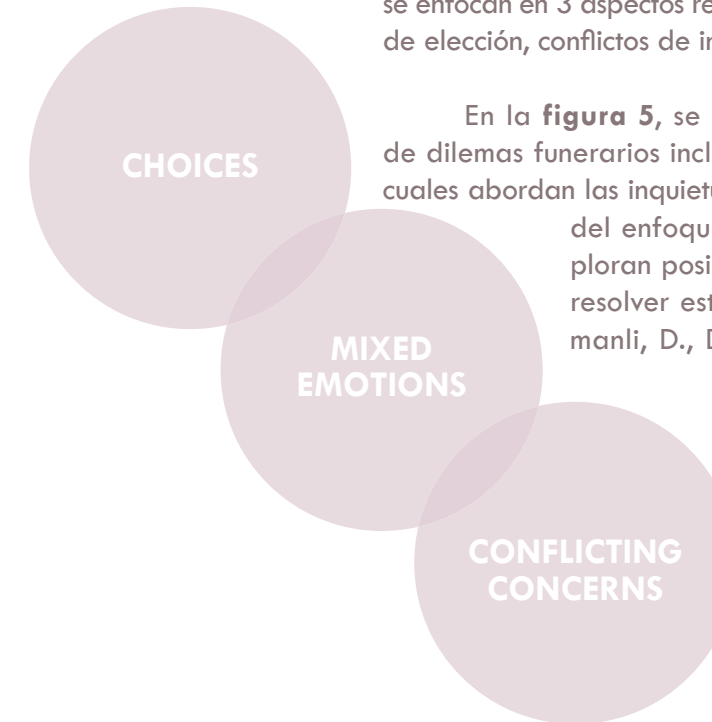 se enfocan en 3 aspectos re
de elección, conflictos de in
En la figura 5, se
de dilemas funerarios incl
cuales abordan las inquietu
del enfoqu
ploran posi
resolver est
manli, D., D
CHOICES
MIXED
EMOTIONS
CONFLICTING
CONCERNS